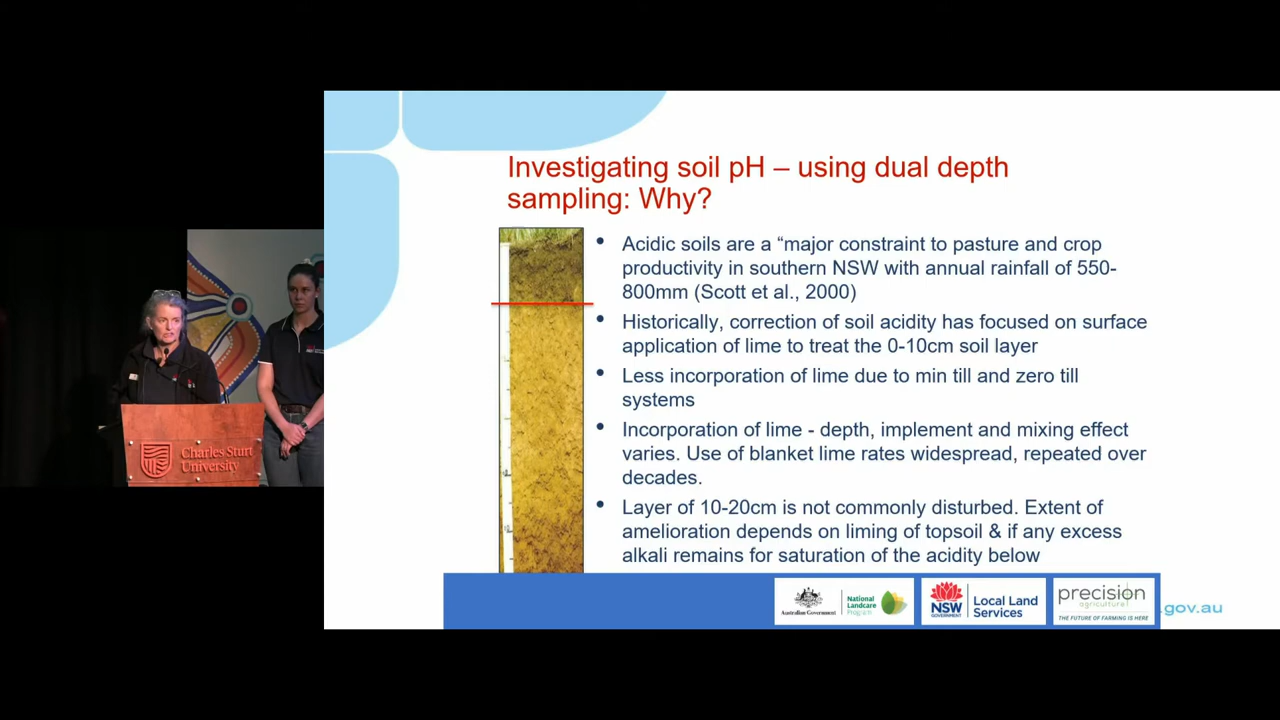 Investigating soil pH – using dual depth
sampling: Why?
• Acidic soils are a “major constraint to pasture and crop
productivity in southern NSW with annual rainfall of 550-
800mm (Scott et al., 2000)
• Historically, correction of soil acidity has focused on surface
application of lime to treat the 0-10cm soil layer
• Less incorporation of lime due to min till and zero till
systems
• Incorporation of lime - depth, implement and mixing effect
varies. Use of blanket lime rates widespread, repeated over
decades.
• Layer of 10-20cm is not commonly disturbed. Extent of
amelioration depends on liming of topsoil & if any excess
alkali remains for saturation of the acidity below
Charles Sturt
University
Australian Government
National
Landcare
Program
NSW
GOVERNMENT
Local Land
Services
precision
agriculture
THE FUTURE OF FARMING IS HERE
.gov.au